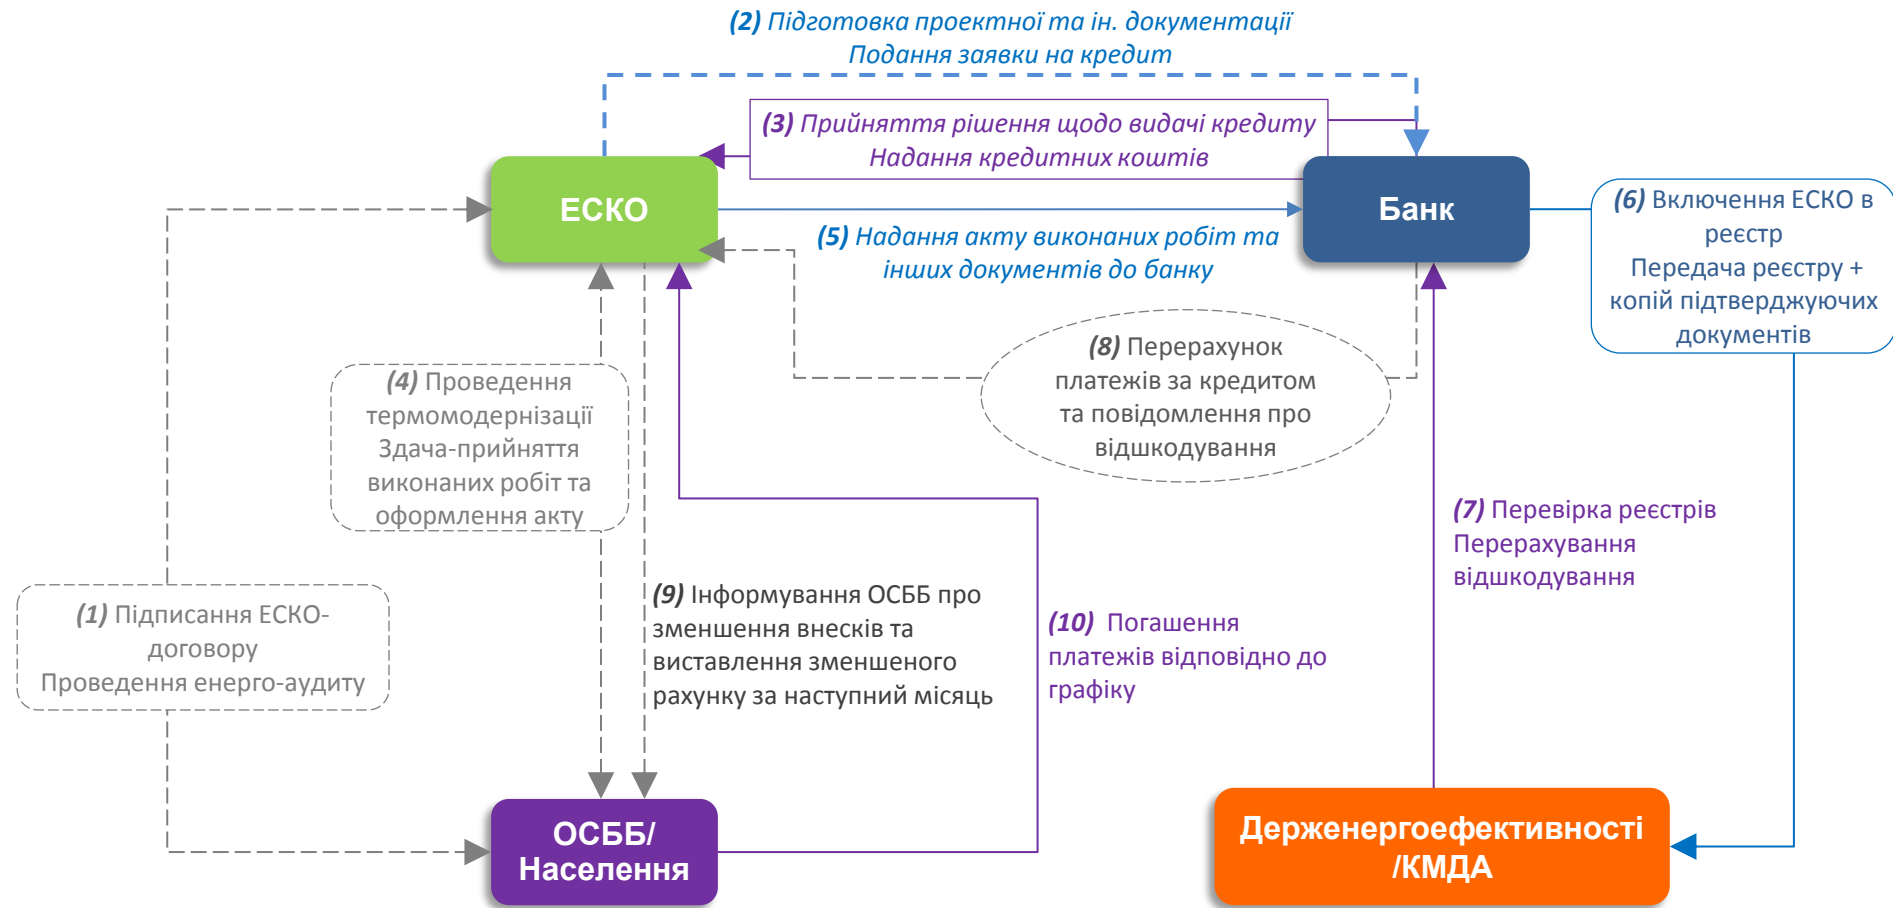 (2) Підготовка проектної та ін. документації
Подання заявки на кредит
(3) Прийняття рішення щодо видачі кредиту
Надання кредитних коштів
ЕСКО
Банк
(5) Надання акту виконаних робіт та
інших документів до банку
(6) Включення ЕСКО в
реєстр
Передача реєстру +
копій підтверджуючих
документів
(8) Перерахунок
платежів за кредитом
та повідомлення про
відшкодування
(4) Проведення
термомодернізації
Здача-прийняття
виконаних робіт та
оформлення акту
(7) Перевірка реєстрів
Перерахування
відшкодування
(1) Підписання ЕСКО-
договору
Проведення енерго-аудиту
(9) Інформування ОСББ про
зменшення внесків та
виставлення зменшеного
рахунку за наступний місяць
(10) Погашення
платежів відповідно до
графіку
ОСББ/
Населення
Держенергоефективності
/КМДА